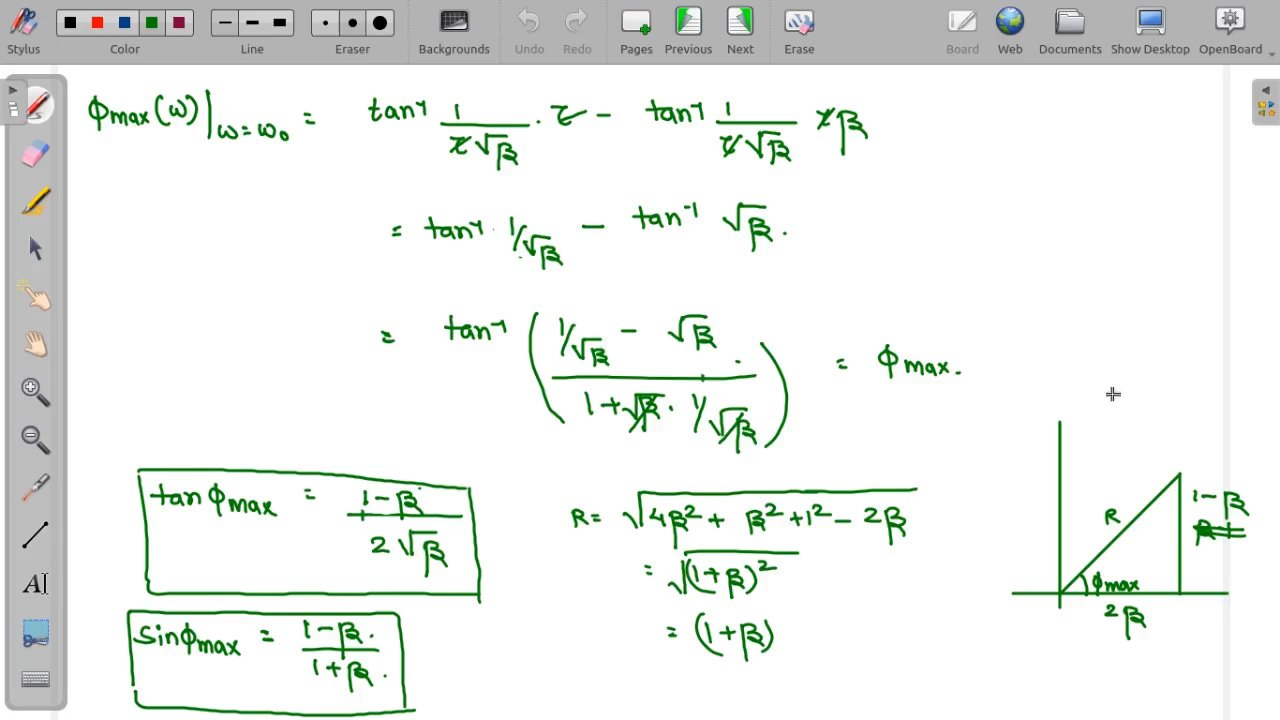 Stylus Color Line Eraser Backgrounds Undo Redo Pages Previous Next Erase Board Web Documents Show Desktop OpenBoard
ϕmax(ω)|ω=ω₀ = tan⁻¹ 1/(τ√β) · τ − tan⁻¹ 1/(τ√β) τβ
= tan⁻¹ · 1/√β − tan⁻¹ √β .
= tan⁻¹ ( (1/√β − √β) / (1 + √β · 1/√β) ) = ϕmax.
tan ϕmax = (1 − β) / (2√β)
R = √(4β² + β² + 1² − 2β)
= √(1+β)²
= (1+β)
sinϕmax = (1 − β.) / (1 + β.)
R
1 − β
ϕmax
2β
AI